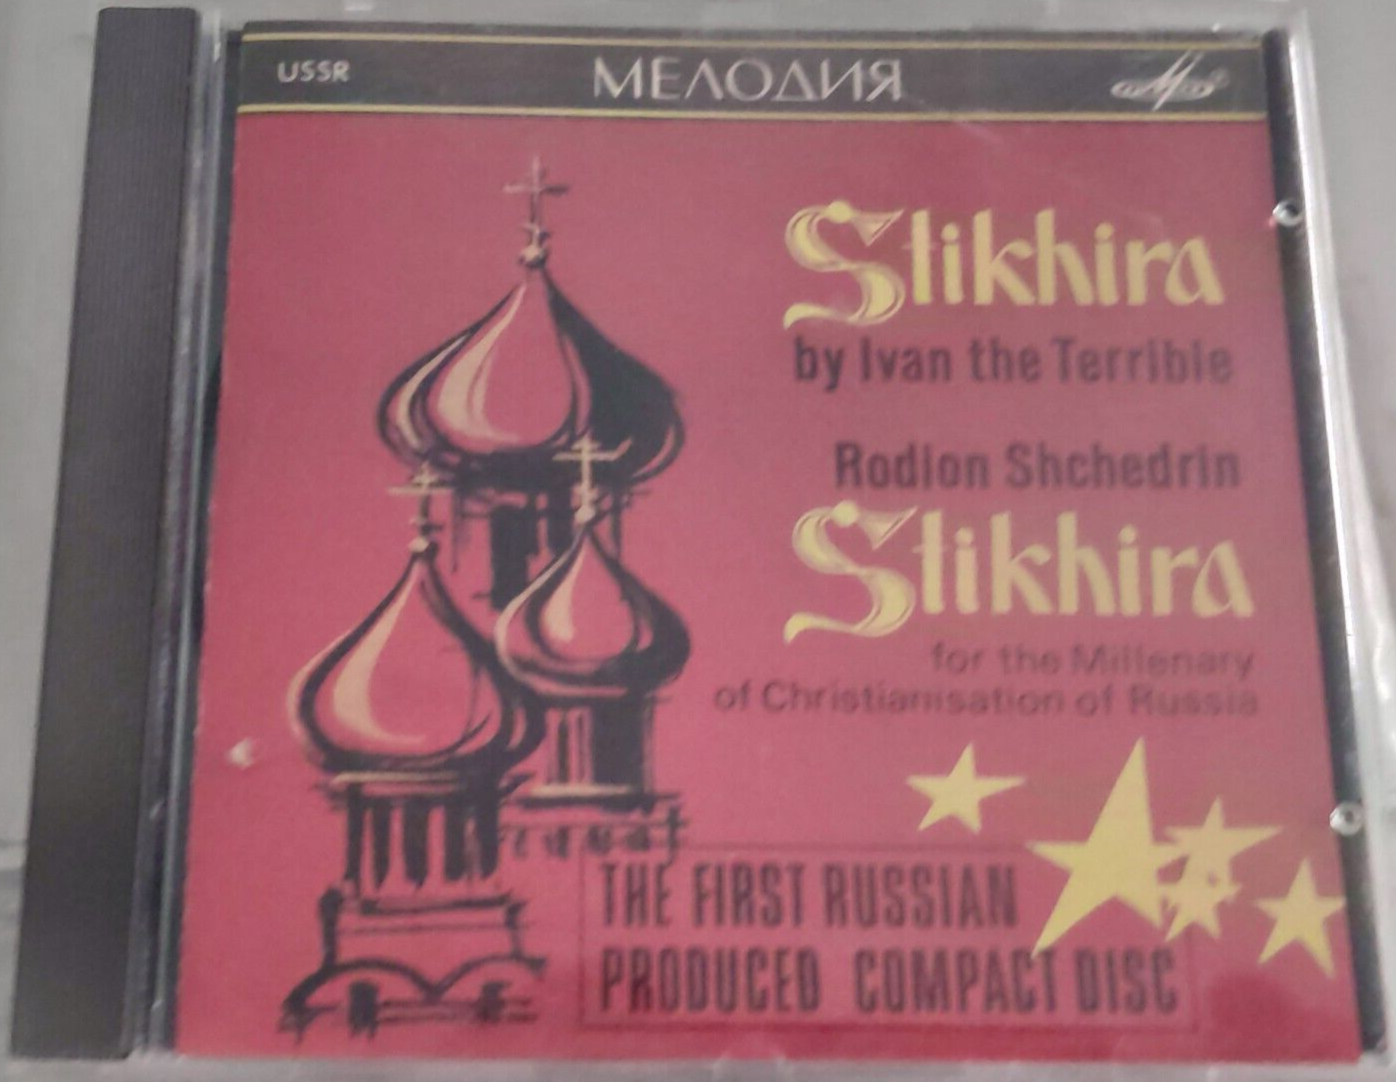 USSR МЕЛОДИЯ
Stikhira
by Ivan the Terrible
Rodion Shchedrin
Stikhira
for the Millenary
of Christianisation of Russia
THE FIRST RUSSIAN
PRODUCED COMPACT DISC